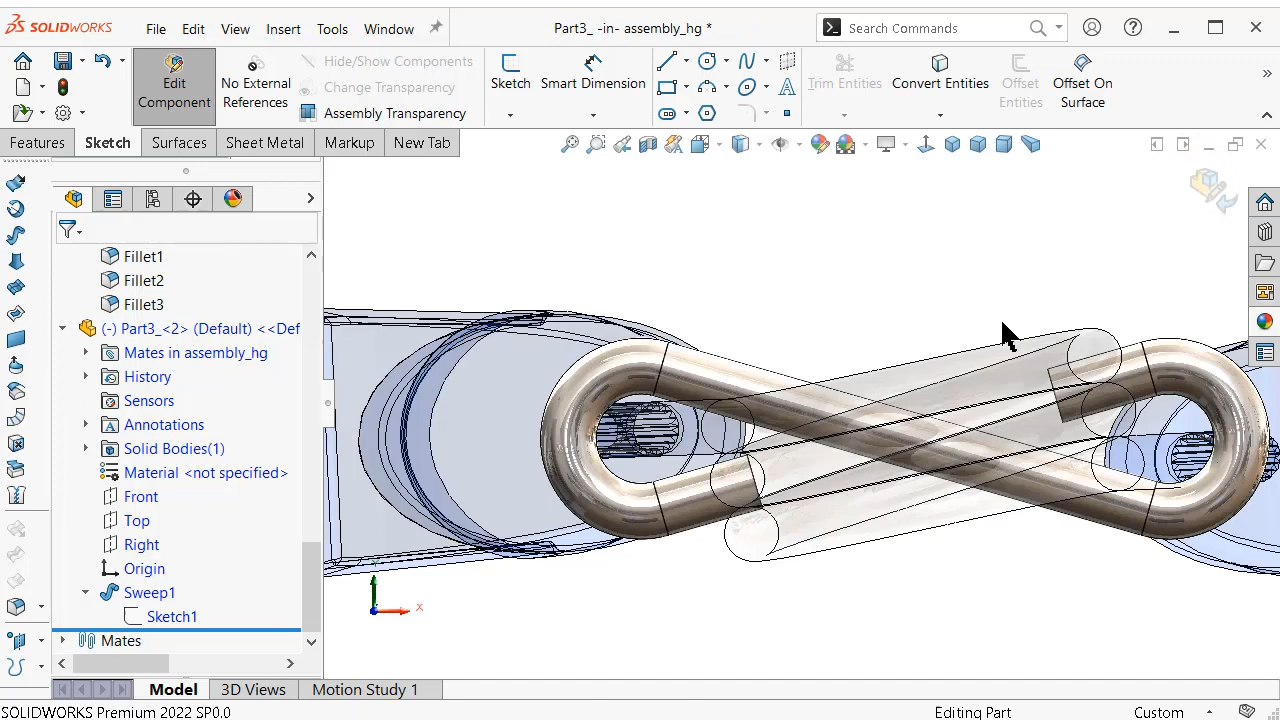 SOLIDWORKS
File
Edit
View
Insert
Tools
Window
Part3_ -in- assembly_hg *
Search Commands
Edit
Component
No External
References
Hide/Show Components
Change Transparency
Assembly Transparency
Sketch
Smart Dimension
Trim Entities
Convert Entities
Offset
Entities
Offset On
Surface
Features
Sketch
Surfaces
Sheet Metal
Markup
New Tab
Fillet1
Fillet2
Fillet3
(-) Part3_<2> (Default) <<Def
Mates in assembly_hg
History
Sensors
Annotations
Solid Bodies(1)
Material <not specified>
Front
Top
Right
Origin
Sweep1
Sketch1
Mates
X
Model
3D Views
Motion Study 1
SOLIDWORKS Premium 2022 SP0.0
Editing Part
Custom